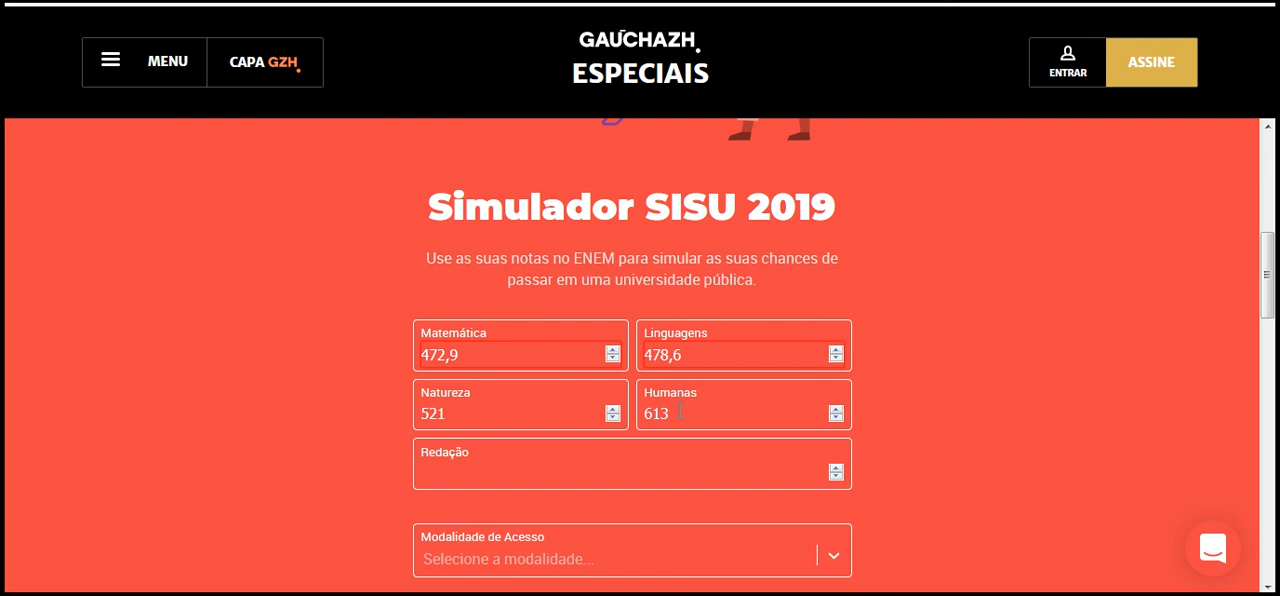 MENU
CAPA GZH.
GAÚCHAZH.
ESPECIAIS
ENTRAR
ASSINE
Simulador SISU 2019
Use as suas notas no ENEM para simular as suas chances de
passar em uma universidade pública.
Matemática
472,9
Linguagens
478,6
Natureza
521
Humanas
613
Redação
Modalidade de Acesso
Selecione a modalidade...